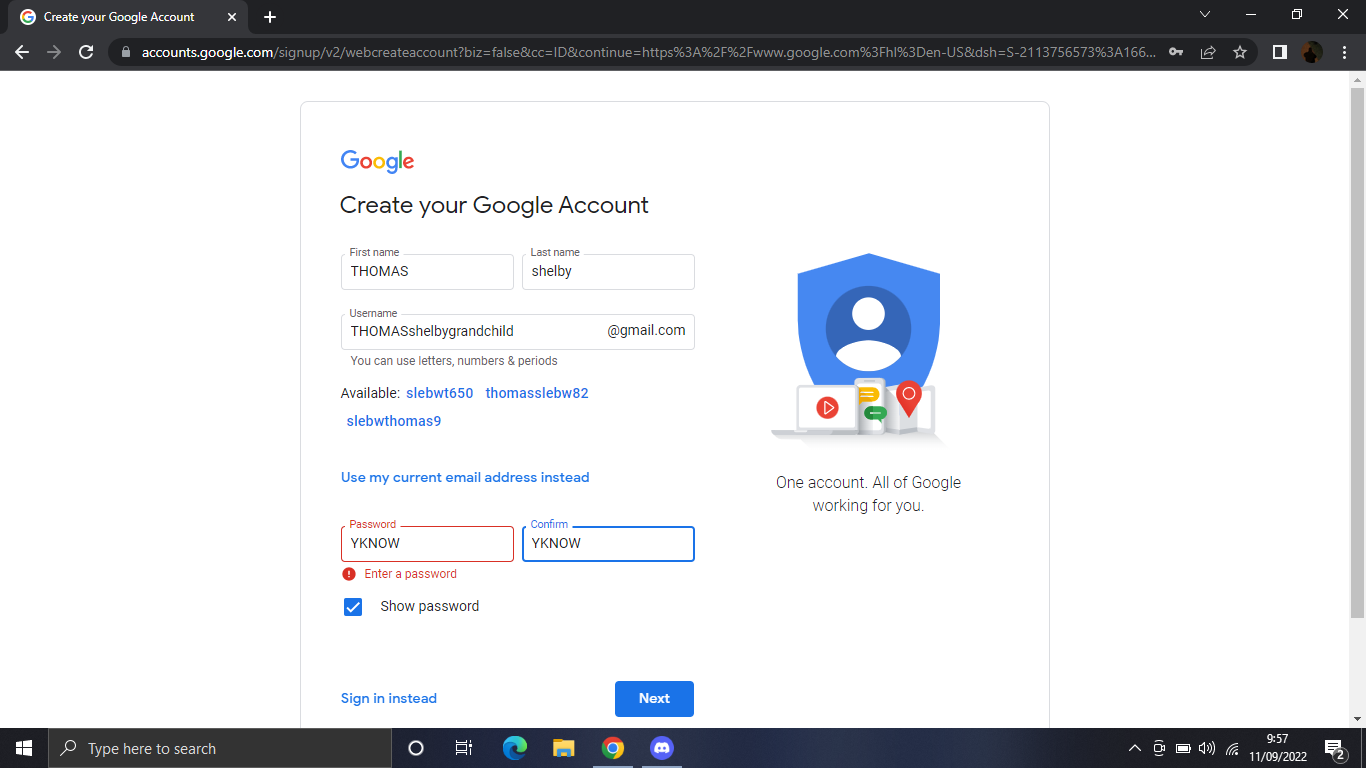 Create your Google Account
accounts.google.com/signup/v2/webcreateaccount?biz=false&cc=ID&continue=https%3A%2F%2Fwww.google.com%3Fhl%3Den-US&dsh=S-2113756573%3A166...
Google
Create your Google Account
First name
Last name
THOMAS
shelby
Username
THOMASshelbygrandchild
@gmail.com
You can use letters, numbers & periods
Available: slebwt650 thomasslebw82
slebwthomas9
Use my current email address instead
One account. All of Google
working for you.
Password
Confirm
YKNOW
YKNOW
Enter a password
Show password
Sign in instead
Next
Type here to search
9:57
11/09/2022
2